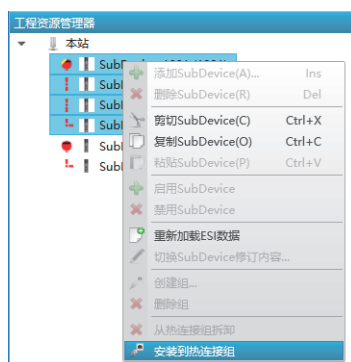 工程资源管理器
本站
添加SubDevice(A)... Ins
删除SubDevice(R) Del
剪切SubDevice(C) Ctrl+X
复制SubDevice(O) Ctrl+C
粘贴SubDevice(P) Ctrl+V
启用SubDevice
禁用SubDevice
重新加载ESI数据
切换SubDevice修订内容...
创建组...
删除组
从热连接组拆卸
安装到热连接组